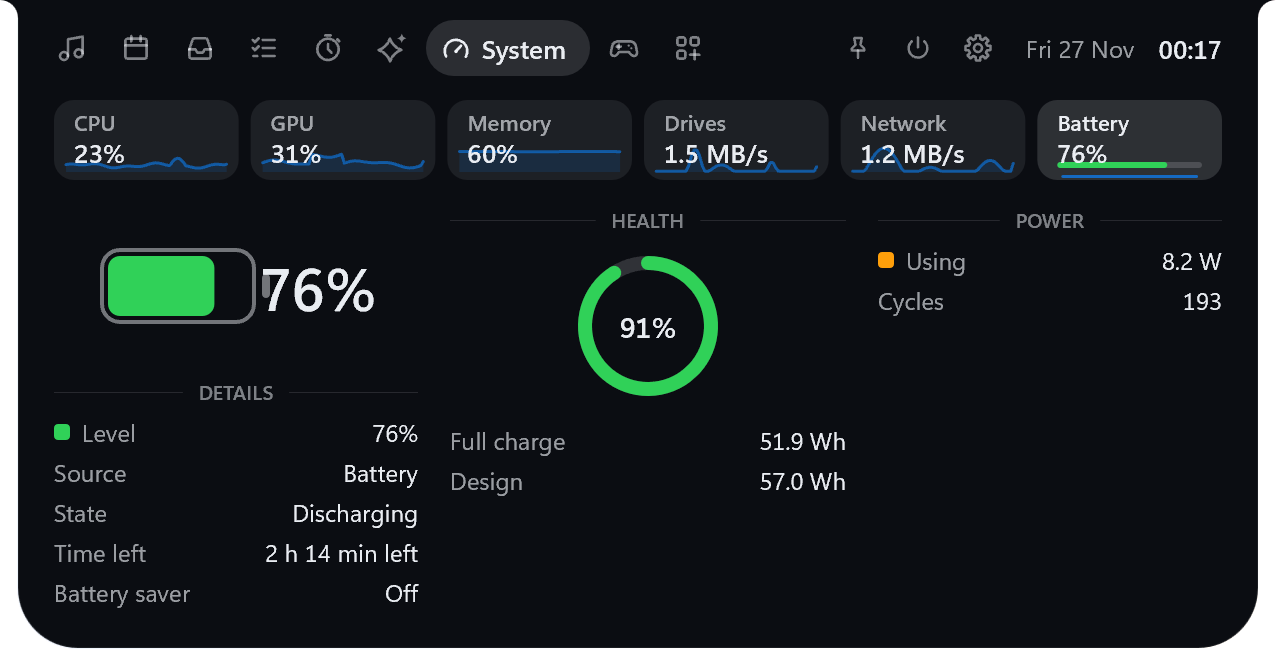 System
Fri 27 Nov 00:17
CPU
23%
GPU
31%
Memory
60%
Drives
1.5 MB/s
Network
1.2 MB/s
Battery
76%
76%
DETAILS
Level 76%
Source Battery
State Discharging
Time left 2 h 14 min left
Battery saver Off
HEALTH
91%
Full charge 51.9 Wh
Design 57.0 Wh
POWER
Using 8.2 W
Cycles 193